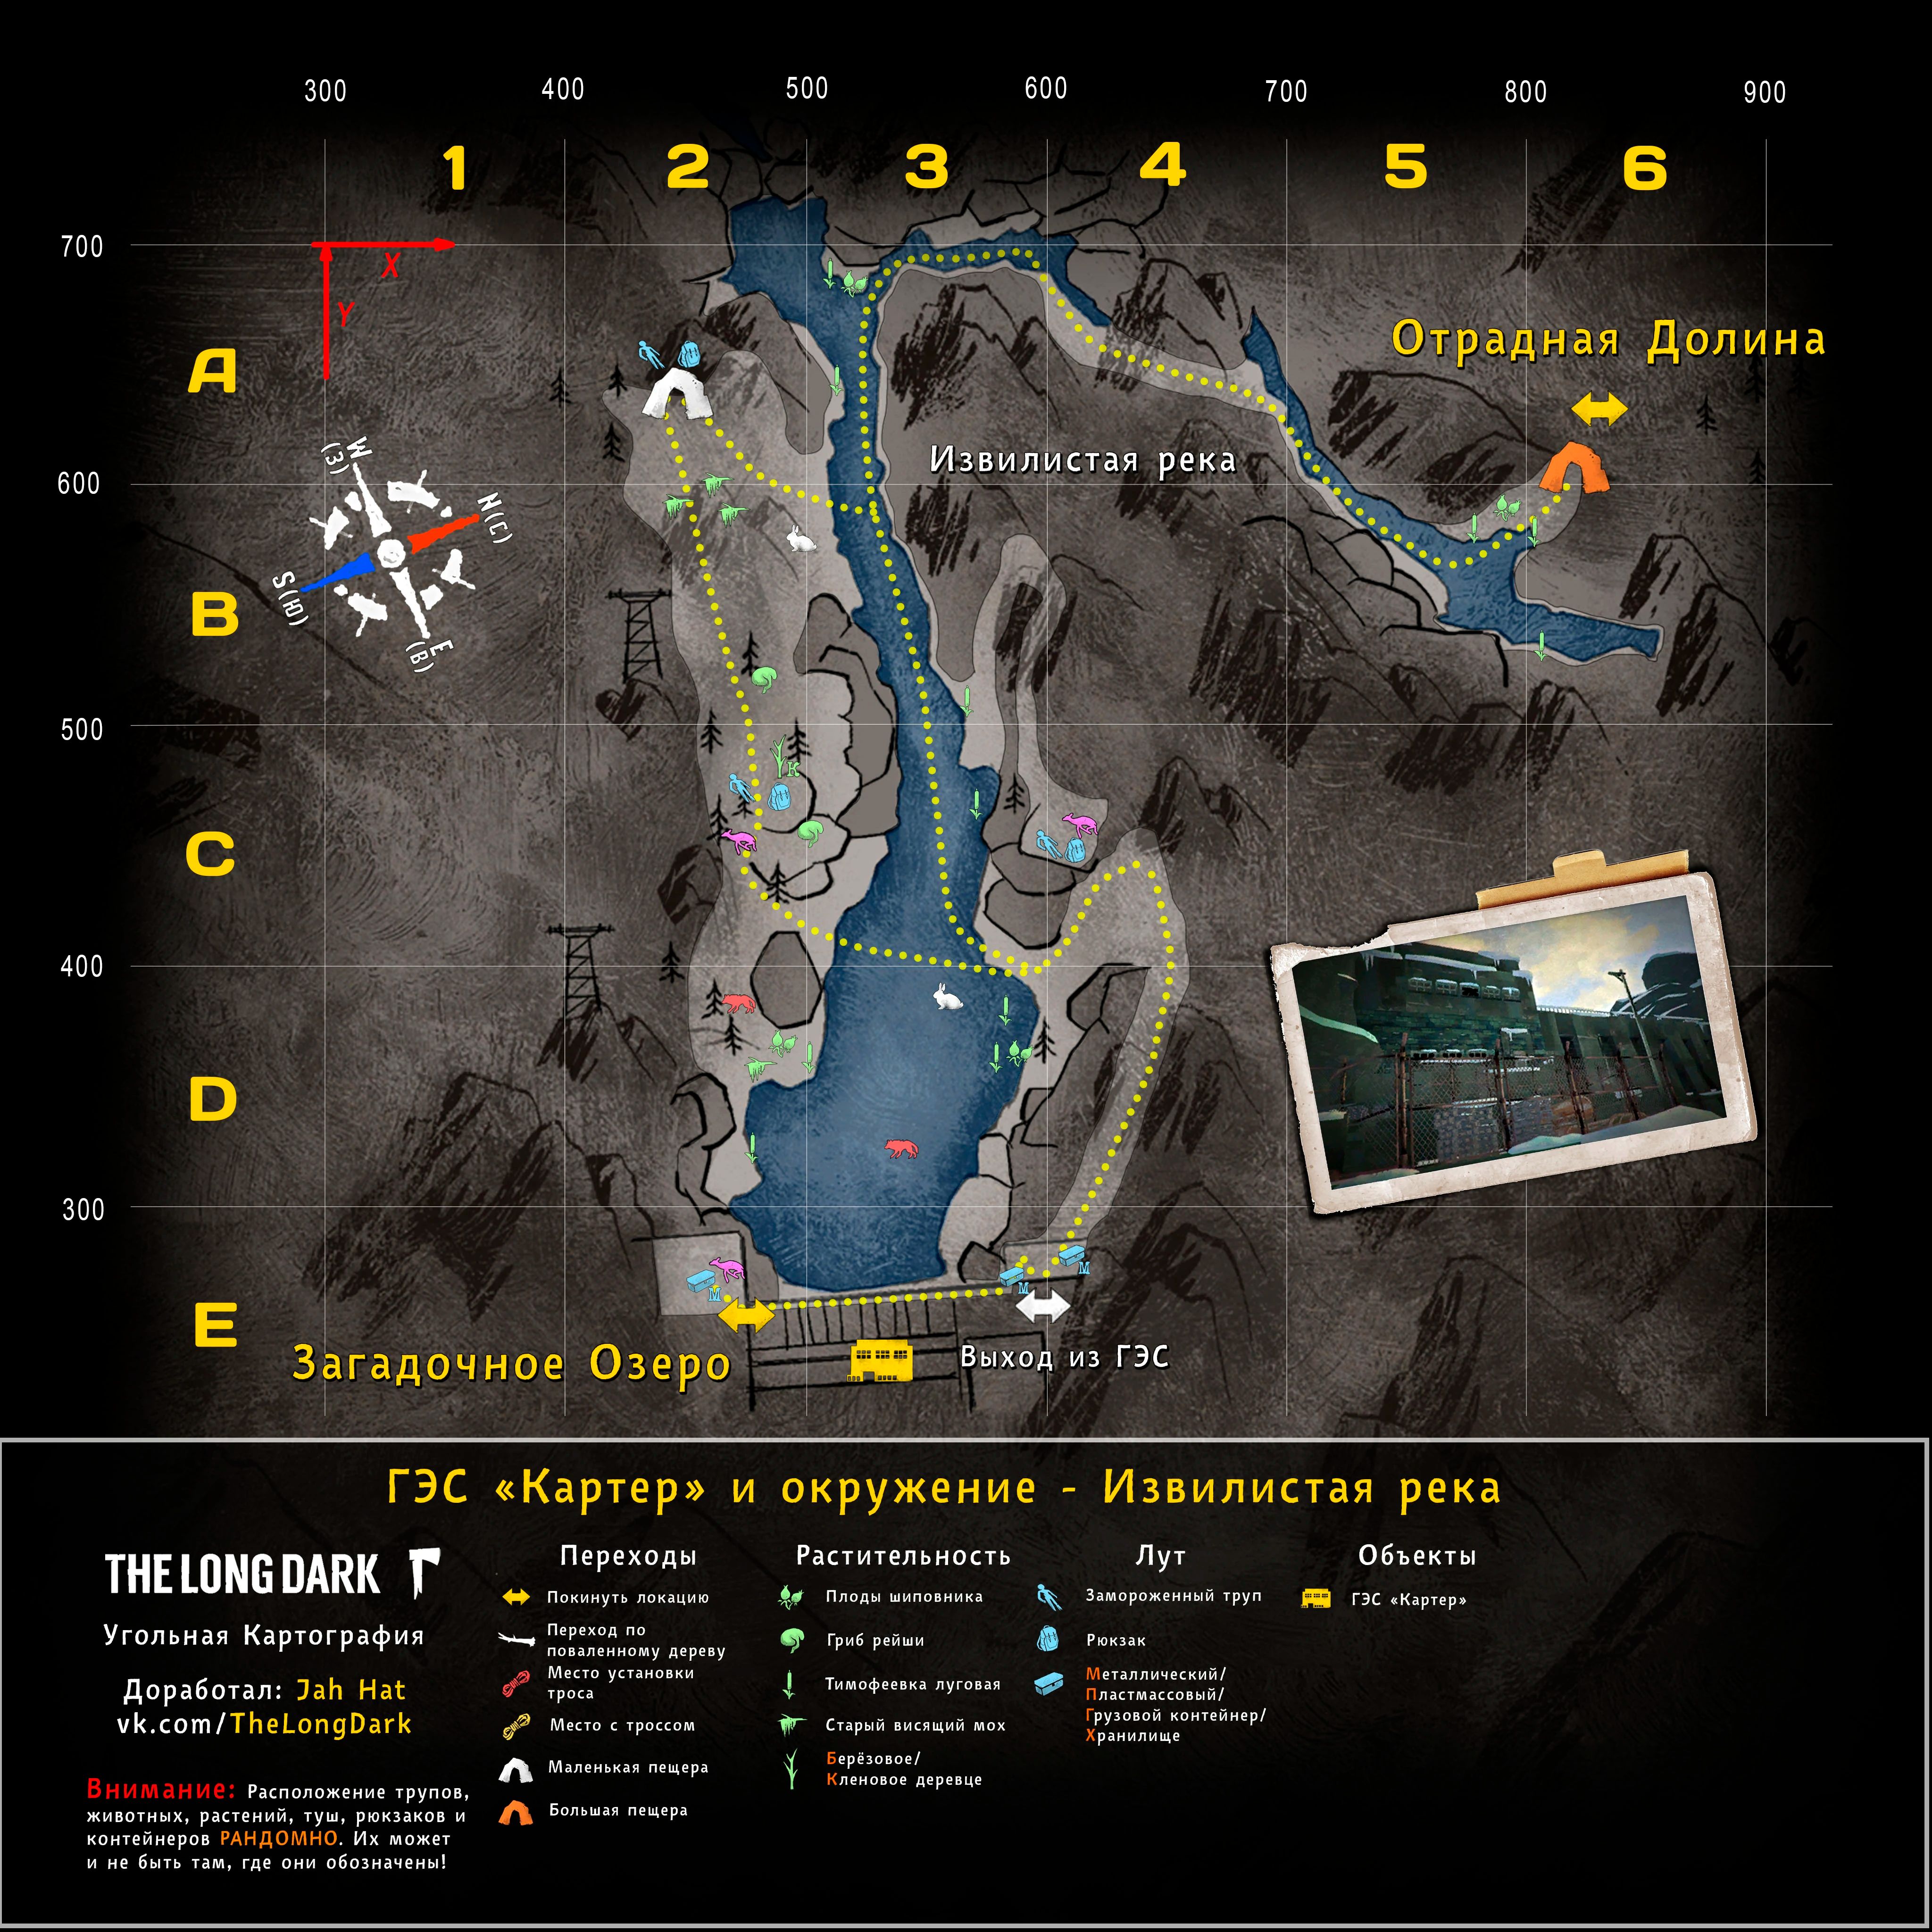 300 400 500 600 700 800 900
1 2 3 4 5 6
700
X
Y
Отрадная Долина
A
W
(З)
N(С)
S(Ю)
E
(В)
Извилистая река
600
B
500
К
C
400
D
300
М
М
М
E
Загадочное Озеро
Выход из ГЭС
ГЭС «Картер» и окружение - Извилистая река
THE LONG DARK
Угольная Картография
Доработал: Jah Hat
vk.com/TheLongDark
Внимание: Расположение трупов,
животных, растений, туш, рюкзаков и
контейнеров РАНДОМНО. Их может
и не быть там, где они обозначены!
Переходы
Покинуть локацию
Переход по
поваленному дереву
Место установки
троса
Место с троссом
Маленькая пещера
Большая пещера
Растительность
Плоды шиповника
Гриб рейши
Тимофеевка луговая
Старый висящий мох
Берёзовое/
Кленовое деревце
Лут
Замороженный труп
Рюкзак
Металлический/
Пластмассовый/
Грузовой контейнер/
Хранилище
Объекты
ГЭС «Картер»